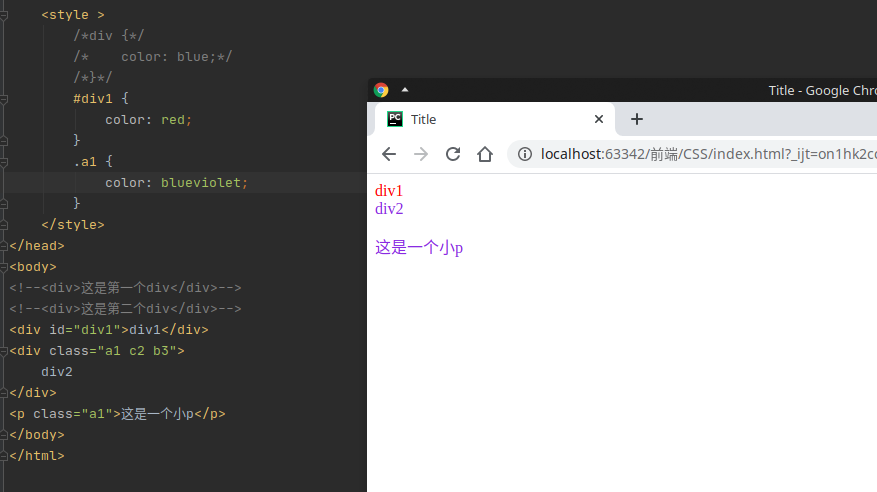 <style >
/*div {*/
/*    color: blue;*/
/*}*/
#div1 {
color: red;
}
.a1 {
color: blueviolet;
}
</style>
</head>
<body>
<!--<div>这是第一个div</div>-->
<!--<div>这是第二个div</div>-->
<div id="div1">div1</div>
<div class="a1 c2 b3">
div2
</div>
<p class="a1">这是一个小p</p>
</body>
</html>
Title - Google Chro
PC
Title
localhost:63342/前端/CSS/index.html?_ijt=on1hk2c
div1
div2
这是一个小p